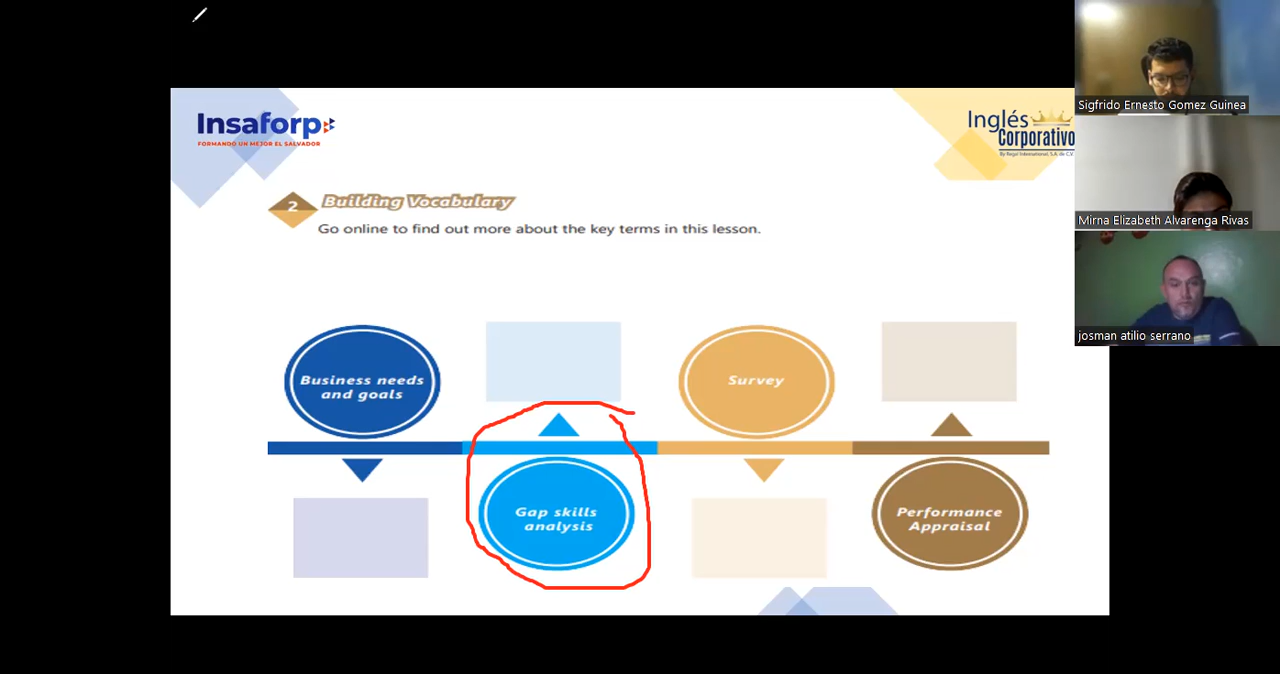 Insaforp
FORMANDO UN MEJOR EL SALVADOR
Inglés
Corporativo
By Regal International, S.A. de C.V.
2
Building Vocabulary
Go online to find out more about the key terms in this lesson.
Business needs
and goals
Gap skills
analysis
Survey
Performance
Appraisal
Sigfrido Ernesto Gomez Guinea
Mirna Elizabeth Alvarenga Rivas
josman atilio serrano